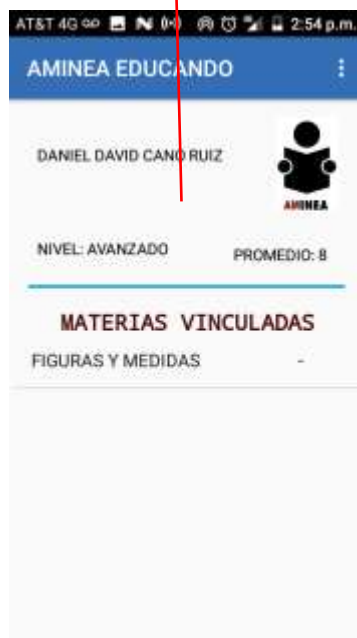 AT&T 4G 2:54 p.m.
AMINEA EDUCANDO
DANIEL DAVID CANO RUIZ
AMINEA
NIVEL: AVANZADO PROMEDIO: 8
MATERIAS VINCULADAS
FIGURAS Y MEDIDAS -